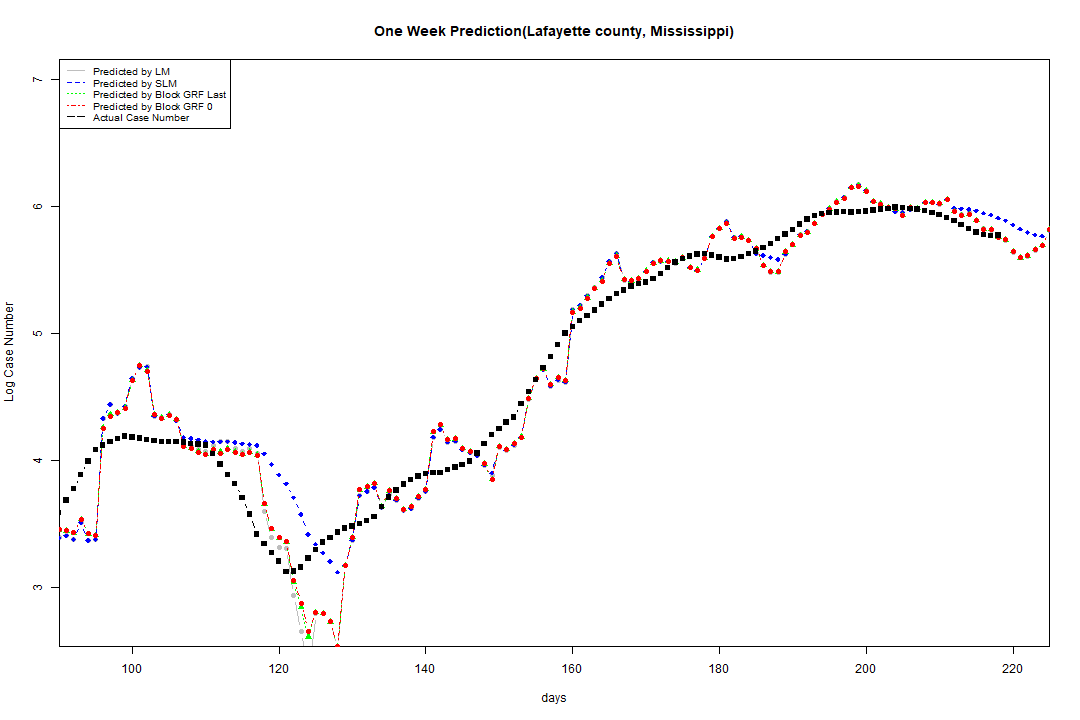 One Week Prediction(Lafayette county, Mississippi)
7
6
5
4
3
Log Case Number
Predicted by LM
Predicted by SLM
Predicted by Block GRF Last
Predicted by Block GRF 0
Actual Case Number
100
120
140
160
180
200
220
days